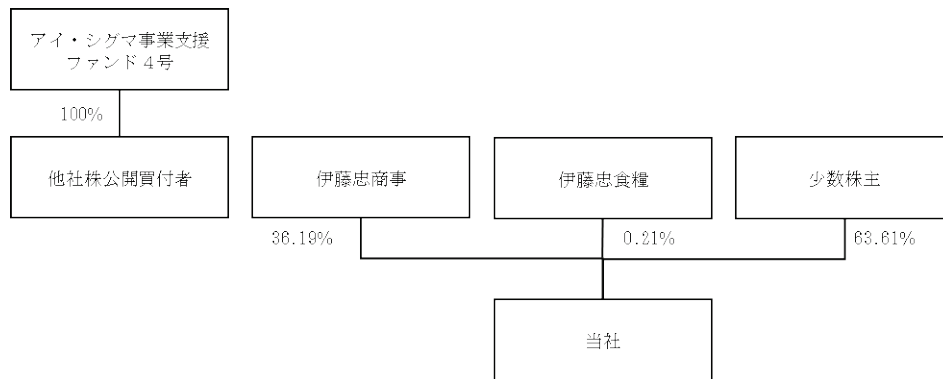 アイ・シグマ事業支援
ファンド４号
100%
他社株公開買付者
伊藤忠商事
伊藤忠食糧
少数株主
36.19%
0.21%
63.61%
当社